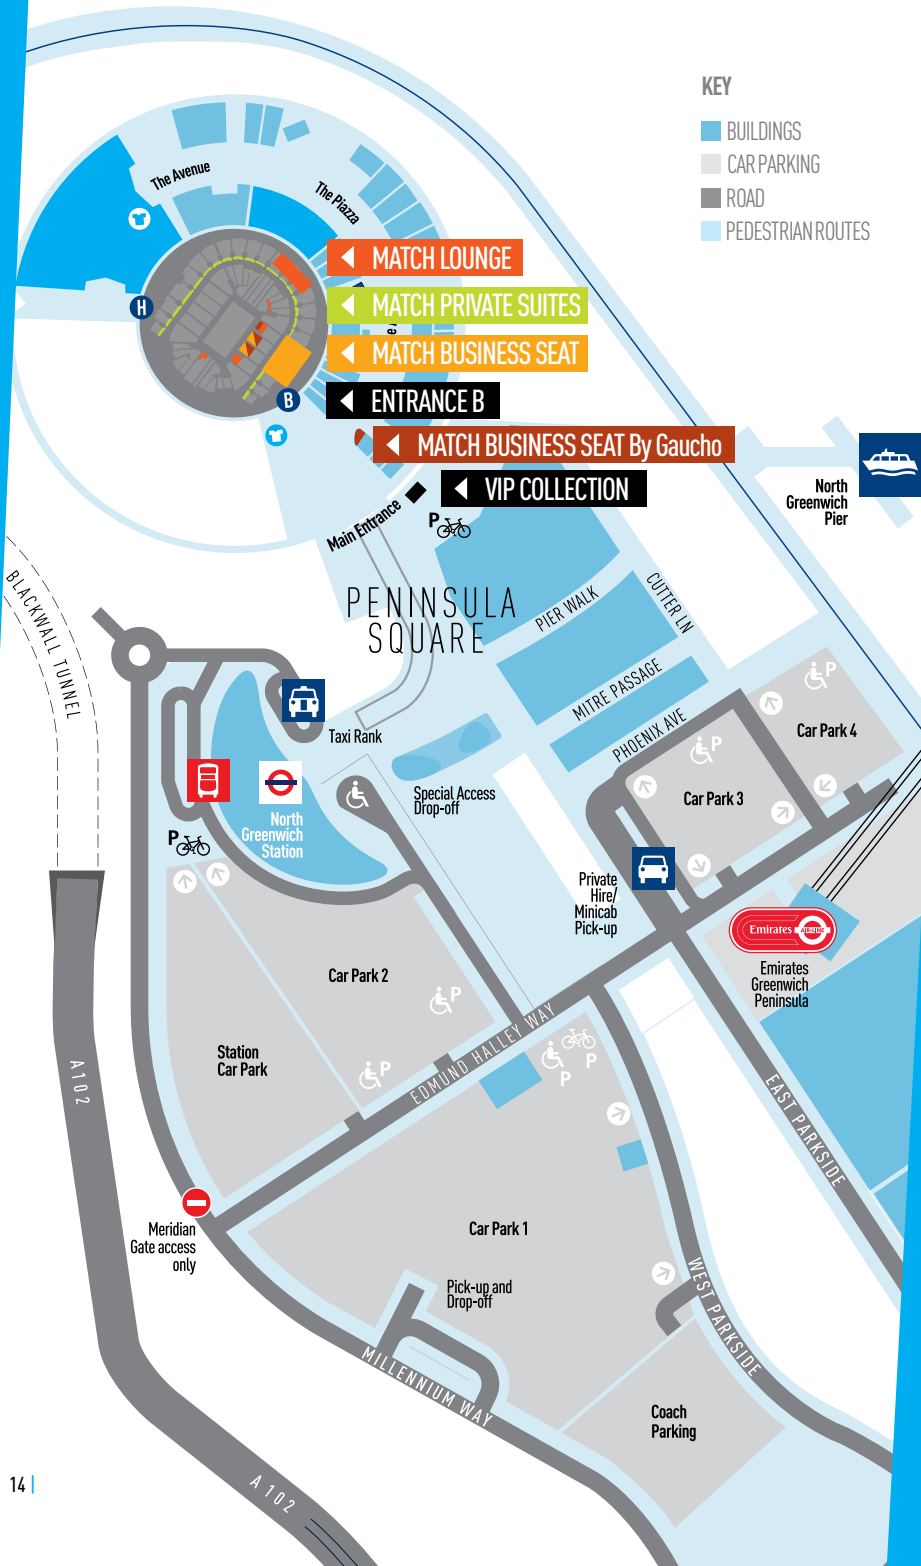 KEY
BUILDINGS
CAR PARKING
ROAD
PEDESTRIAN ROUTES
The Avenue
The Piazza
H
MATCH LOUNGE
MATCH PRIVATE SUITES
MATCH BUSINESS SEAT
B
ENTRANCE B
MATCH BUSINESS SEAT By Gaucho
VIP COLLECTION
Main Entrance
P
North
Greenwich
Pier
BLACKWALL TUNNEL
PENINSULA
SQUARE
PIER WALK
CUTTER LN
MITRE PASSAGE
PHOENIX AVE
P
Car Park 4
Taxi Rank
P
Car Park 3
Special Access
Drop-off
North
Greenwich
Station
P
Private
Hire/
Minicab
Pick-up
Emirates
AIR LINE
Emirates
Greenwich
Peninsula
Car Park 2
P
Station
Car Park
P
EDMUND HALLEY WAY
P
P
A102
EAST PARKSIDE
Meridian
Gate access
only
Car Park 1
Pick-up and
Drop-off
WEST PARKSIDE
MILLENNIUM WAY
Coach
Parking
A102
14 |